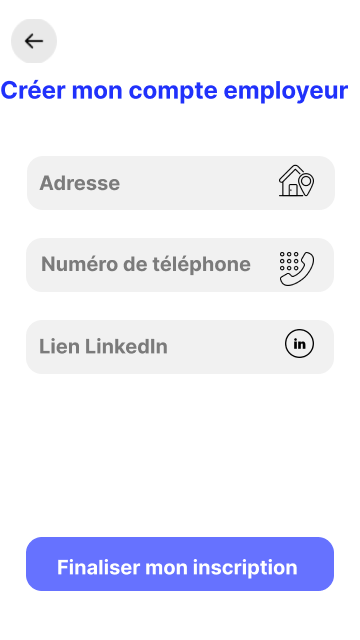 Créer mon compte employeur
Adresse
Numéro de téléphone
Lien LinkedIn
in
Finaliser mon inscription